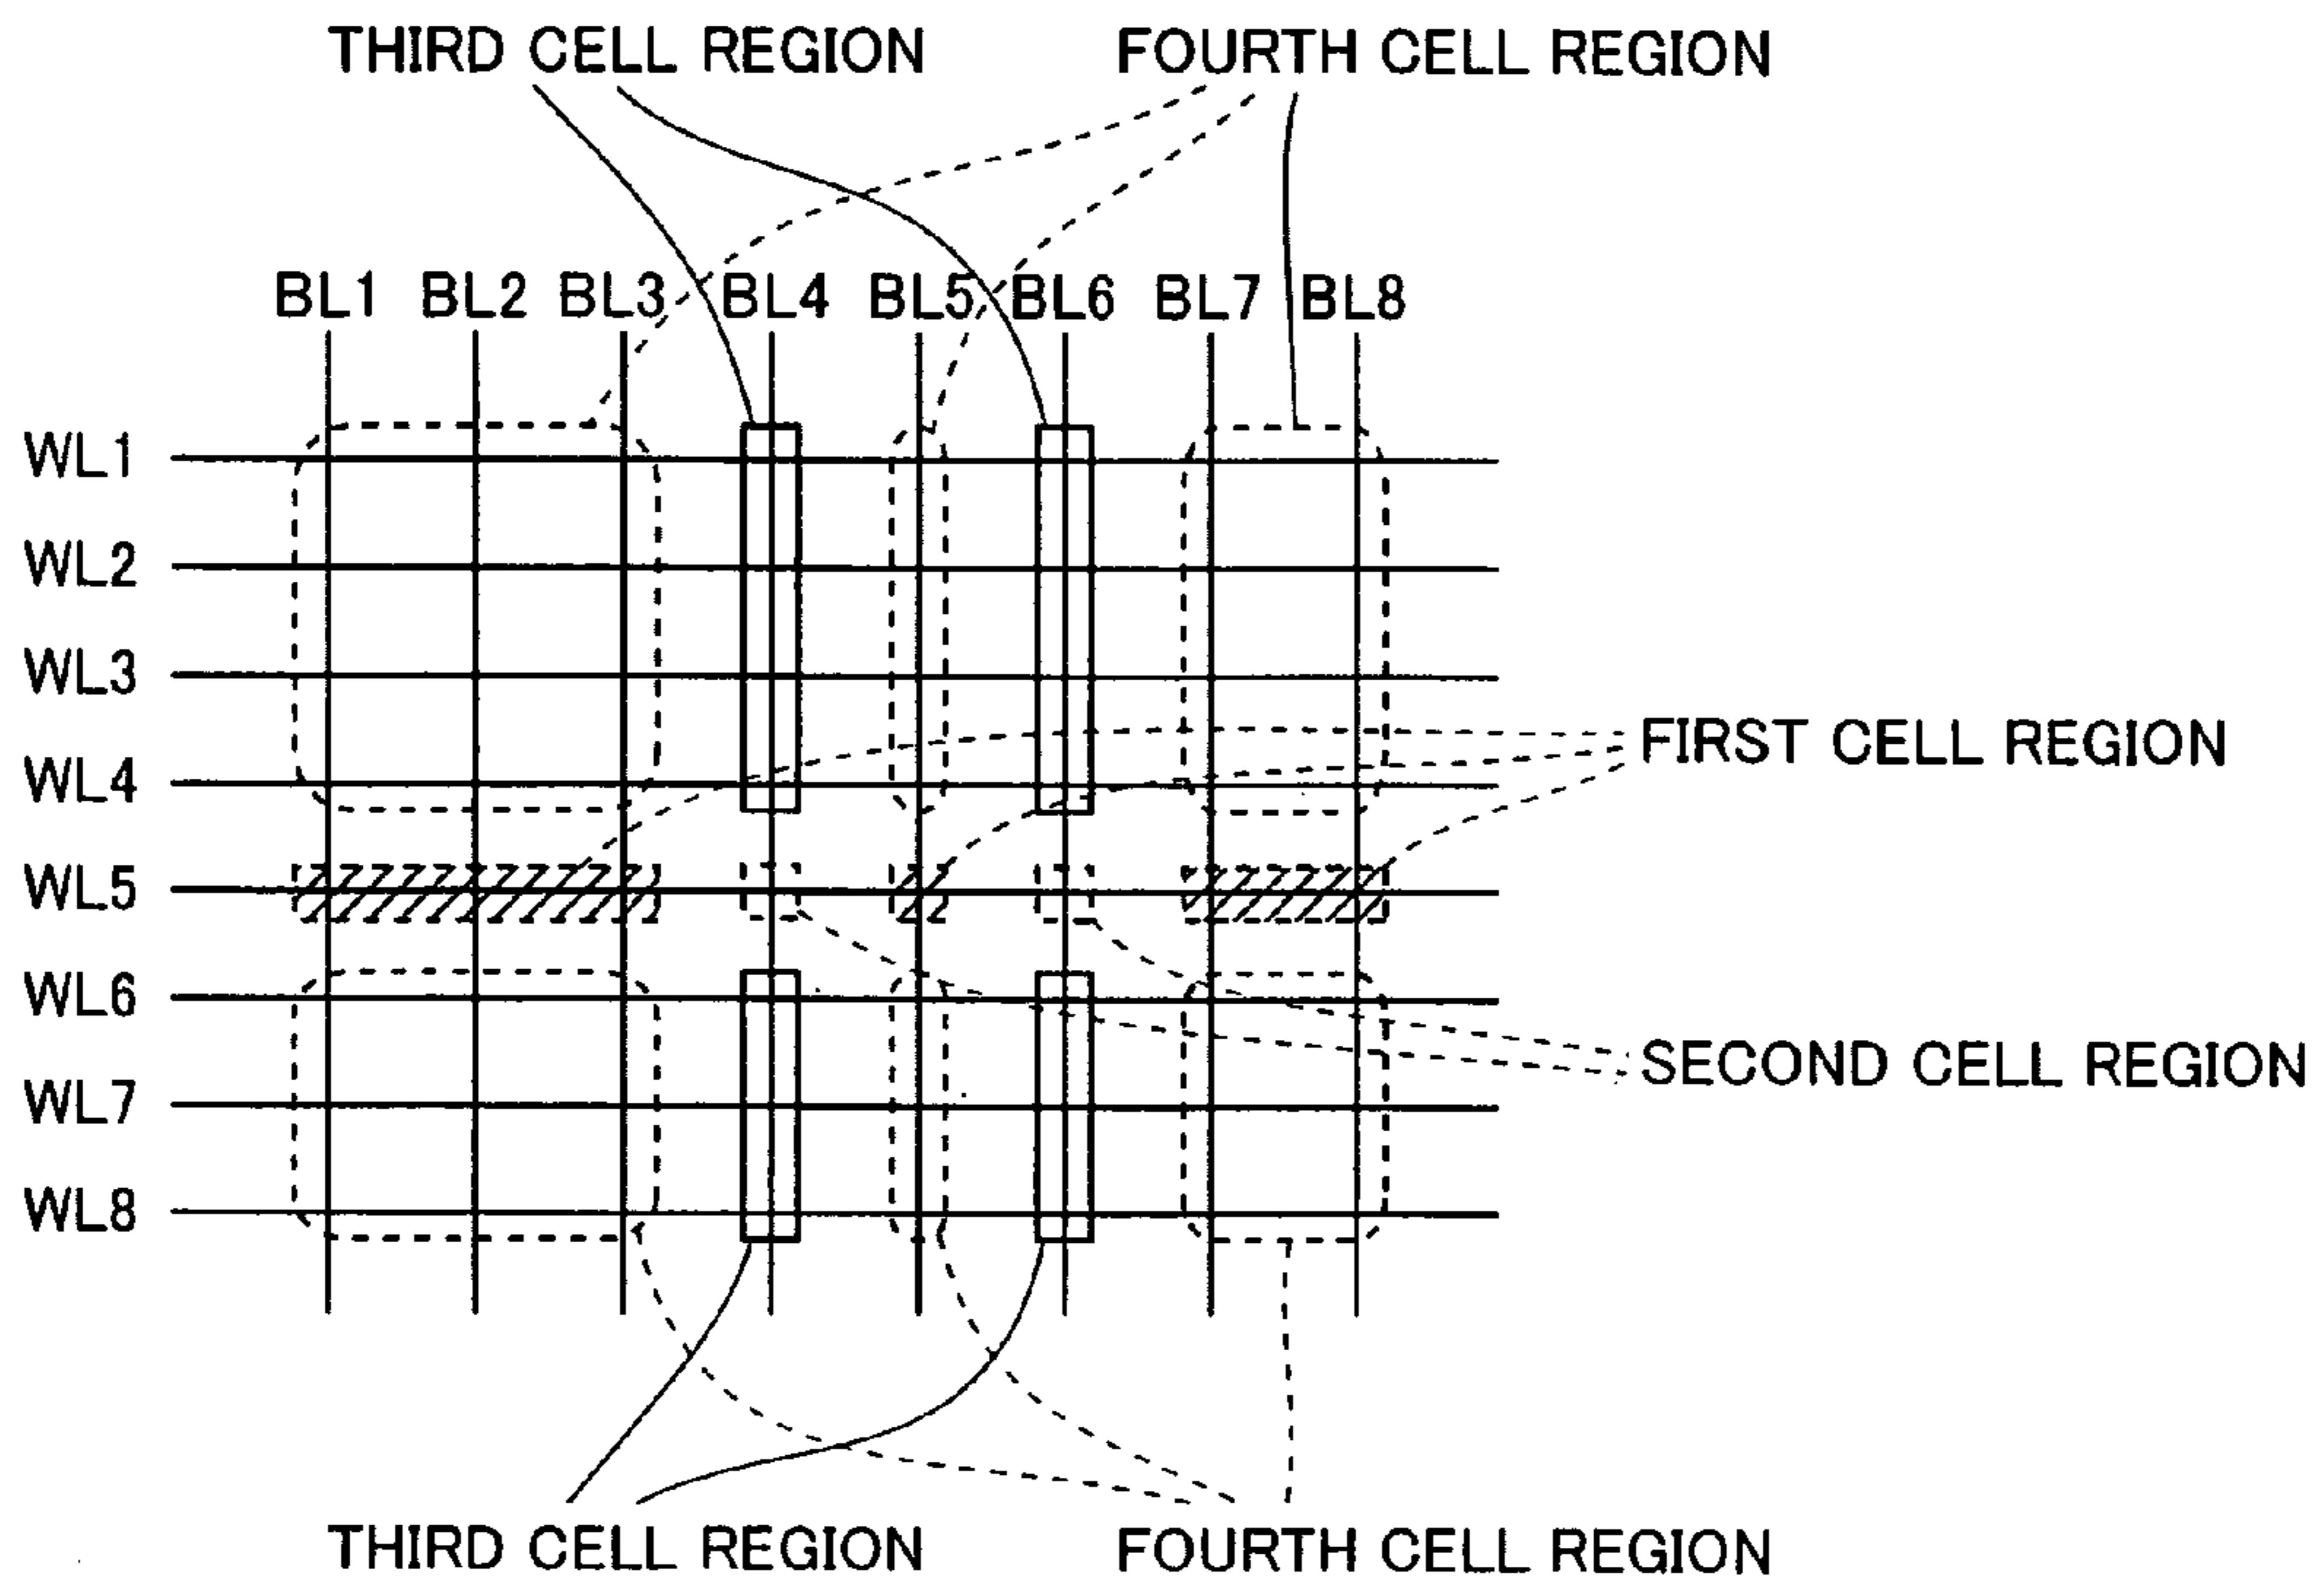 THIRD CELL REGION FOURTH CELL REGION
BL1 BL2 BL3 BL4 BL5 BL6 BL7 BL8
WL1
WL2
WL3
FIRST CELL REGION
WL4
WL5
WL6
SECOND CELL REGION
WL7
WL8
THIRD CELL REGION FOURTH CELL REGION